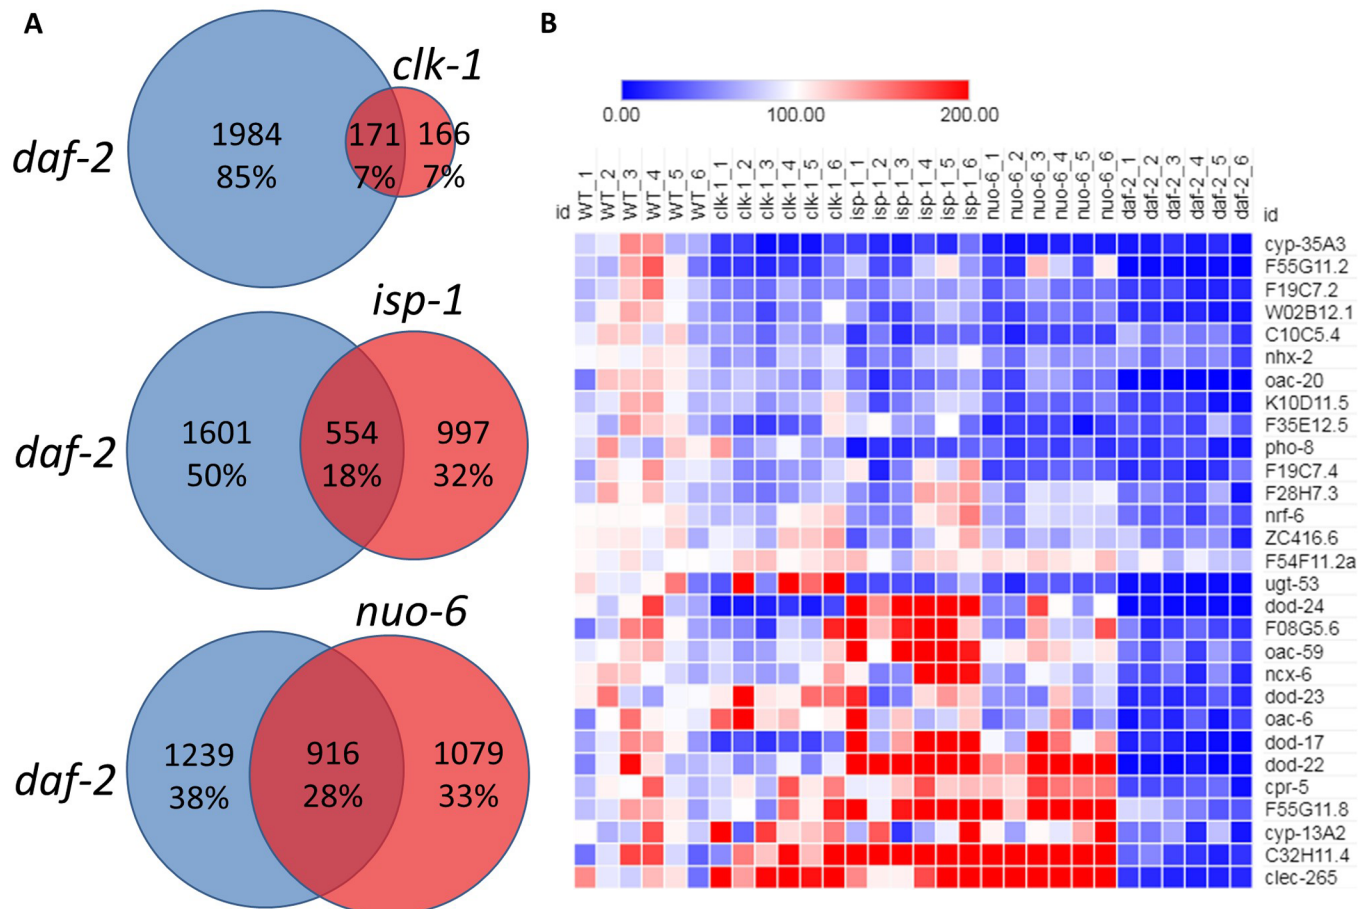 A
daf-2
clk-1
1984
85%
171
7%
166
7%
daf-2
isp-1
1601
50%
554
18%
997
32%
daf-2
nuo-6
1239
38%
916
28%
1079
33%
B
0.00 100.00 200.00
id WT_1 WT_2 WT_3 WT_4 WT_5 WT_6 clk-1_1 clk-1_2 clk-1_3 clk-1_4 clk-1_5 clk-1_6 isp-1_1 isp-1_2 isp-1_3 isp-1_4 isp-1_5 isp-1_6 nuo-6_1 nuo-6_2 nuo-6_3 nuo-6_4 nuo-6_5 nuo-6_6 daf-2_1 daf-2_2 daf-2_3 daf-2_4 daf-2_5 daf-2_6 id
cyp-35A3
F55G11.2
F19C7.2
W02B12.1
C10C5.4
nhx-2
oac-20
K10D11.5
F35E12.5
pho-8
F19C7.4
F28H7.3
nrf-6
ZC416.6
F54F11.2a
ugt-53
dod-24
F08G5.6
oac-59
ncx-6
dod-23
oac-6
dod-17
dod-22
cpr-5
F55G11.8
cyp-13A2
C32H11.4
clec-265